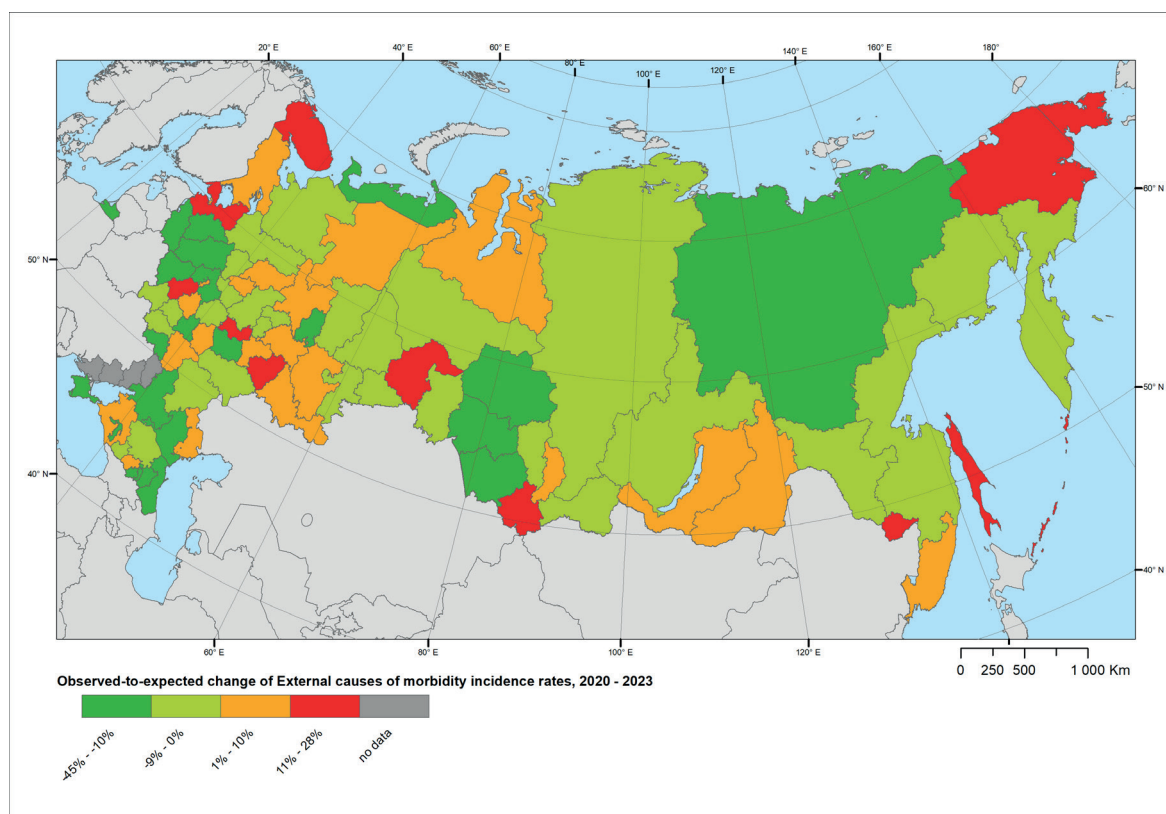 20° E 40° E 60° E 80° E 100° E 120° E 140° E 160° E 180°
60° N
50° N
50° N
40° N
40° N
60° E 80° E 100° E 120° E
0 250 500 1 000 Km
Observed-to-expected change of External causes of morbidity incidence rates, 2020 - 2023
-45% - -10%
-9% - 0%
1% - 10%
11% - 28%
no data